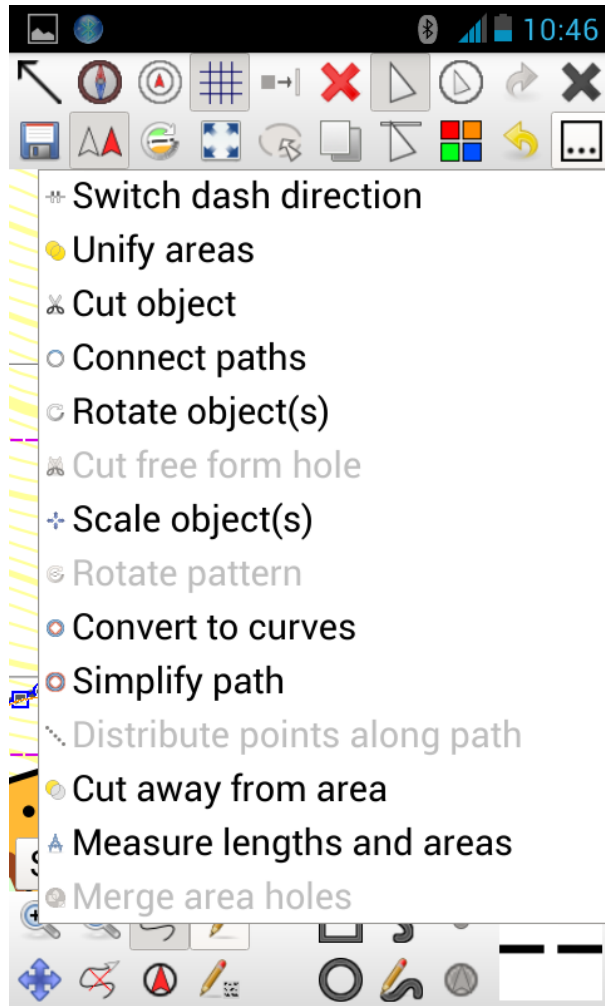 10:46
Switch dash direction
Unify areas
Cut object
Connect paths
Rotate object(s)
Cut free form hole
Scale object(s)
Rotate pattern
Convert to curves
Simplify path
Distribute points along path
Cut away from area
Measure lengths and areas
Merge area holes